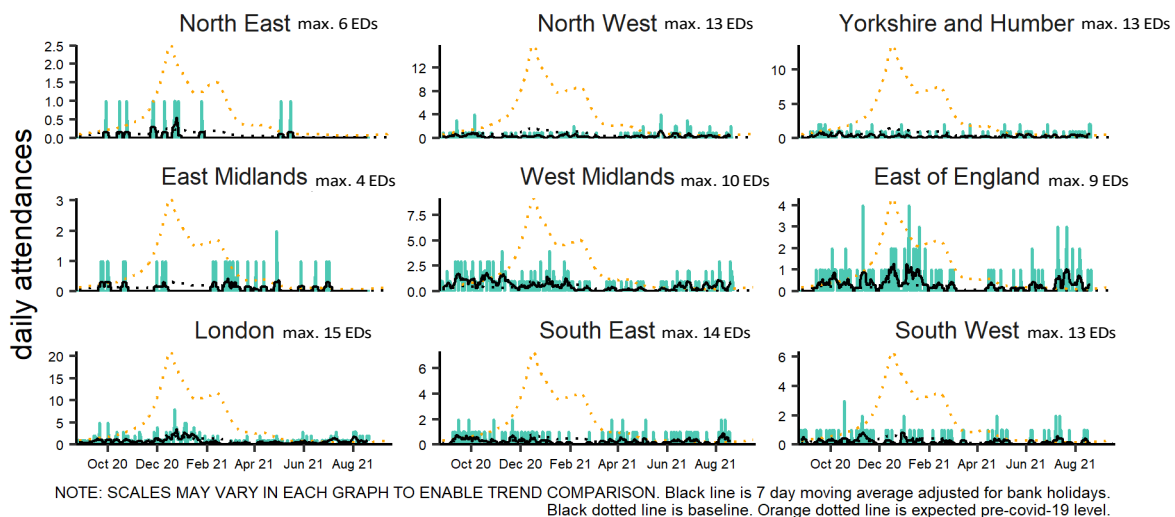 North East max. 6 EDs
North West max. 13 EDs
Yorkshire and Humber max. 13 EDs
2.5
2.0
1.5
1.0
0.5
0.0
12
8
4
0
10
5
0
East Midlands max. 4 EDs
West Midlands max. 10 EDs
East of England max. 9 EDs
3
2
1
0
7.5
5.0
2.5
0.0
4
3
2
1
0
daily attendances
London max. 15 EDs
South East max. 14 EDs
South West max. 13 EDs
20
15
10
5
0
6
4
2
0
6
4
2
0
Oct 20 Dec 20 Feb 21 Apr 21 Jun 21 Aug 21
Oct 20 Dec 20 Feb 21 Apr 21 Jun 21 Aug 21
Oct 20 Dec 20 Feb 21 Apr 21 Jun 21 Aug 21
NOTE: SCALES MAY VARY IN EACH GRAPH TO ENABLE TREND COMPARISON. Black line is 7 day moving average adjusted for bank holidays.
Black dotted line is baseline. Orange dotted line is expected pre-covid-19 level.